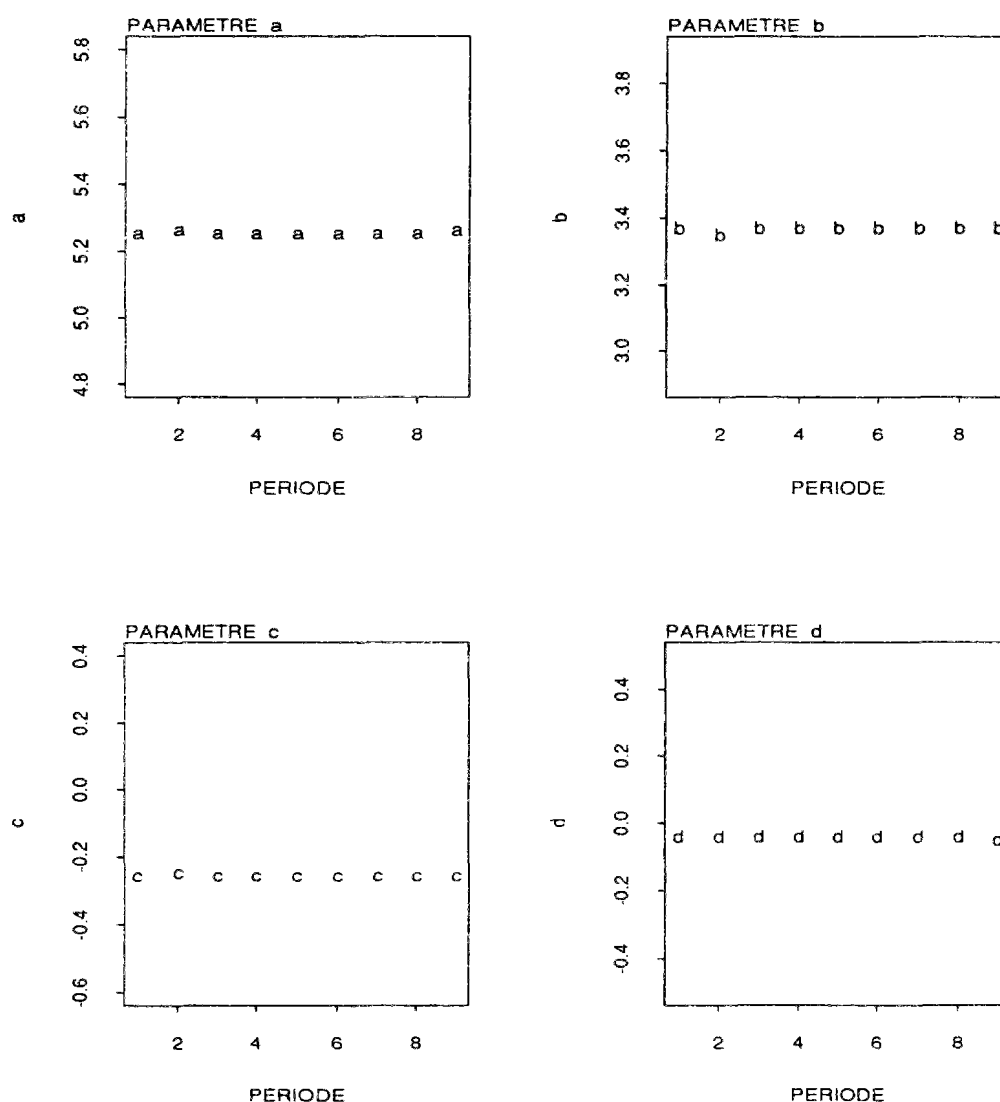 PARAMETRE a
a
5.8
5.6
5.4
5.2
5.0
4.8
a a a a a a a a a
2 4 6 8
PERIODE
PARAMETRE b
b
3.8
3.6
3.4
3.2
3.0
b b b b b b b b b
2 4 6 8
PERIODE
PARAMETRE c
c
0.4
0.2
0.0
-0.2
-0.4
-0.6
c c c c c c c c c
2 4 6 8
PERIODE
PARAMETRE d
d
0.4
0.2
0.0
-0.2
-0.4
d d d d d d d d
2 4 6 8
PERIODE